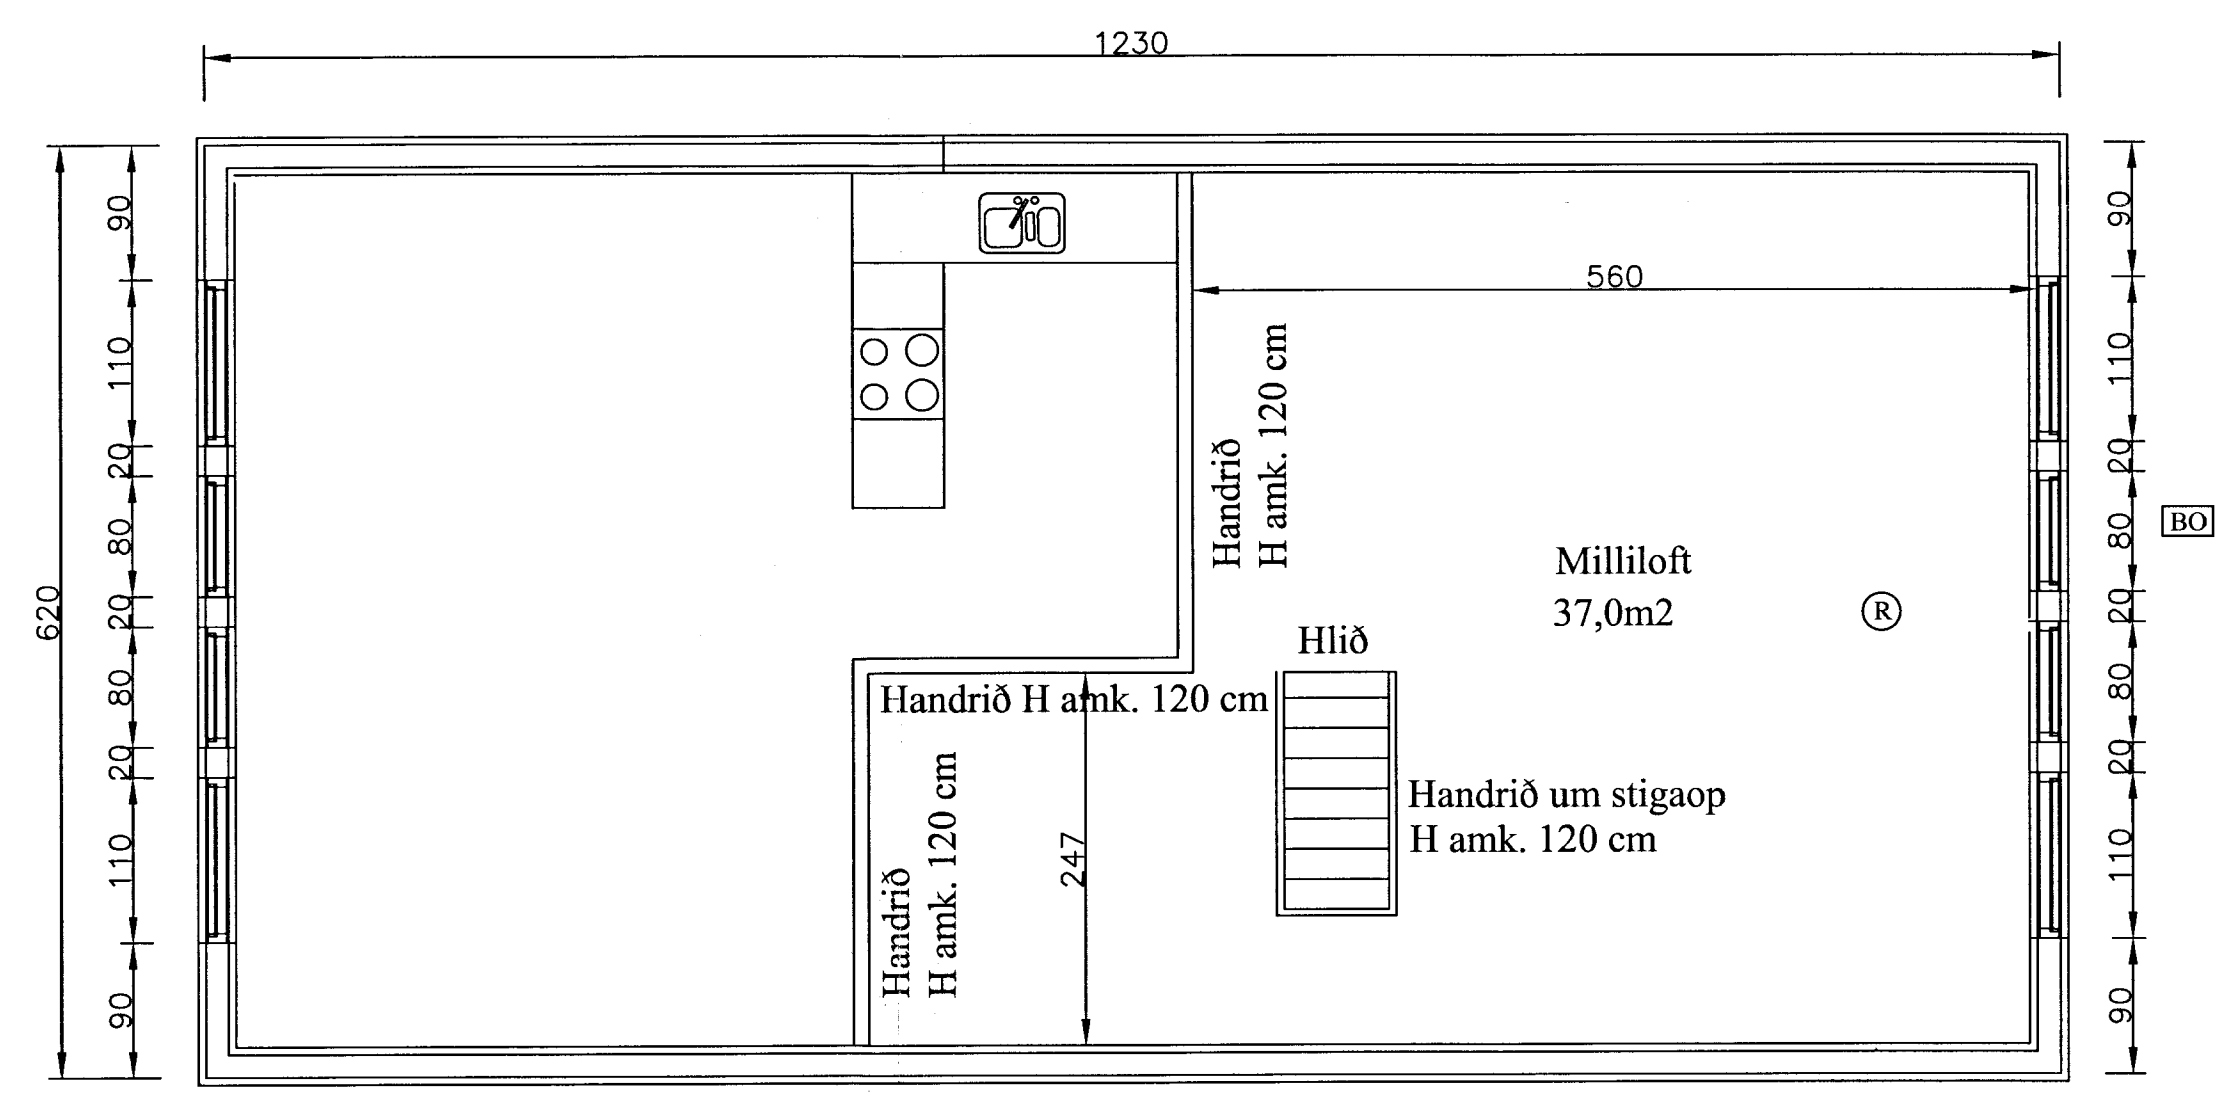 1230
620
90
110
20
80
20
80
20
110
90
560
Handrið
H amk. 120 cm
Milliloft
37,0m2
R
Hlið
Handrið H amk. 120 cm
Handrið
H amk. 120 cm
247
Handrið um stigaop
H amk. 120 cm
90
110
20
80
20
80
20
110
90
BO